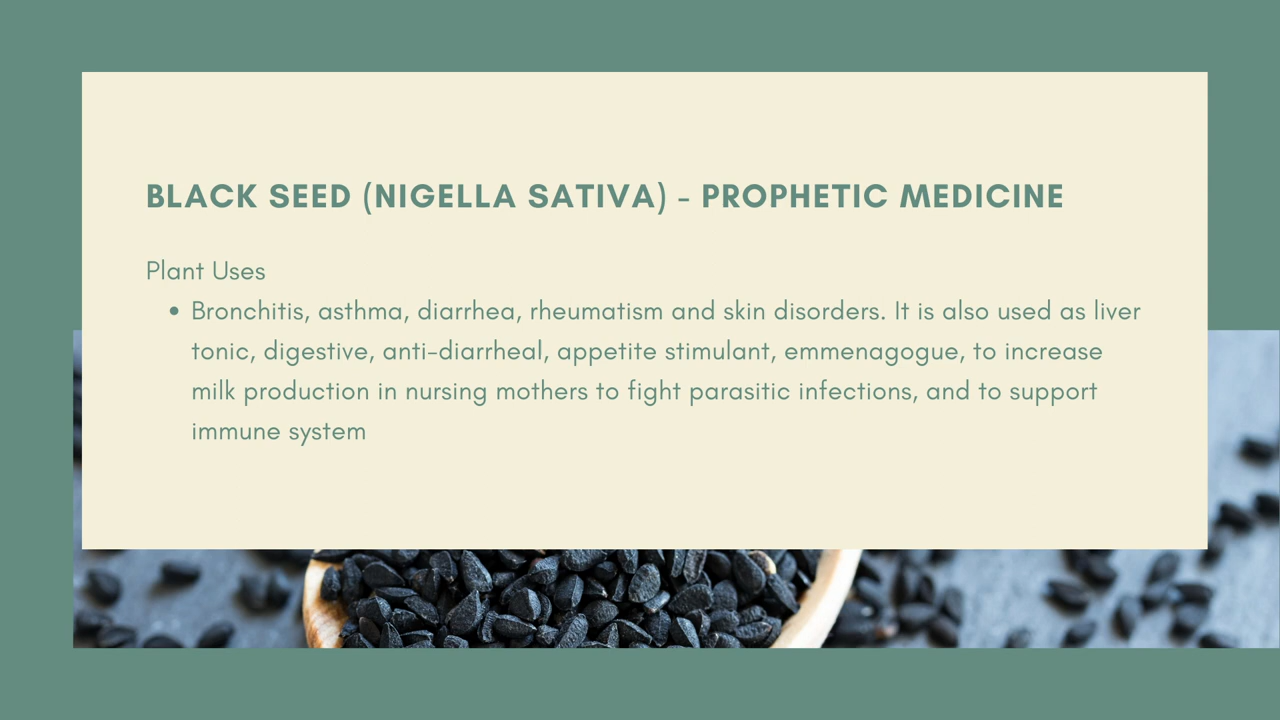 BLACK SEED (NIGELLA SATIVA) - PROPHETIC MEDICINE
Plant Uses
• Bronchitis, asthma, diarrhea, rheumatism and skin disorders. It is also used as liver
tonic, digestive, anti-diarrheal, appetite stimulant, emmenagogue, to increase
milk production in nursing mothers to fight parasitic infections, and to support
immune system